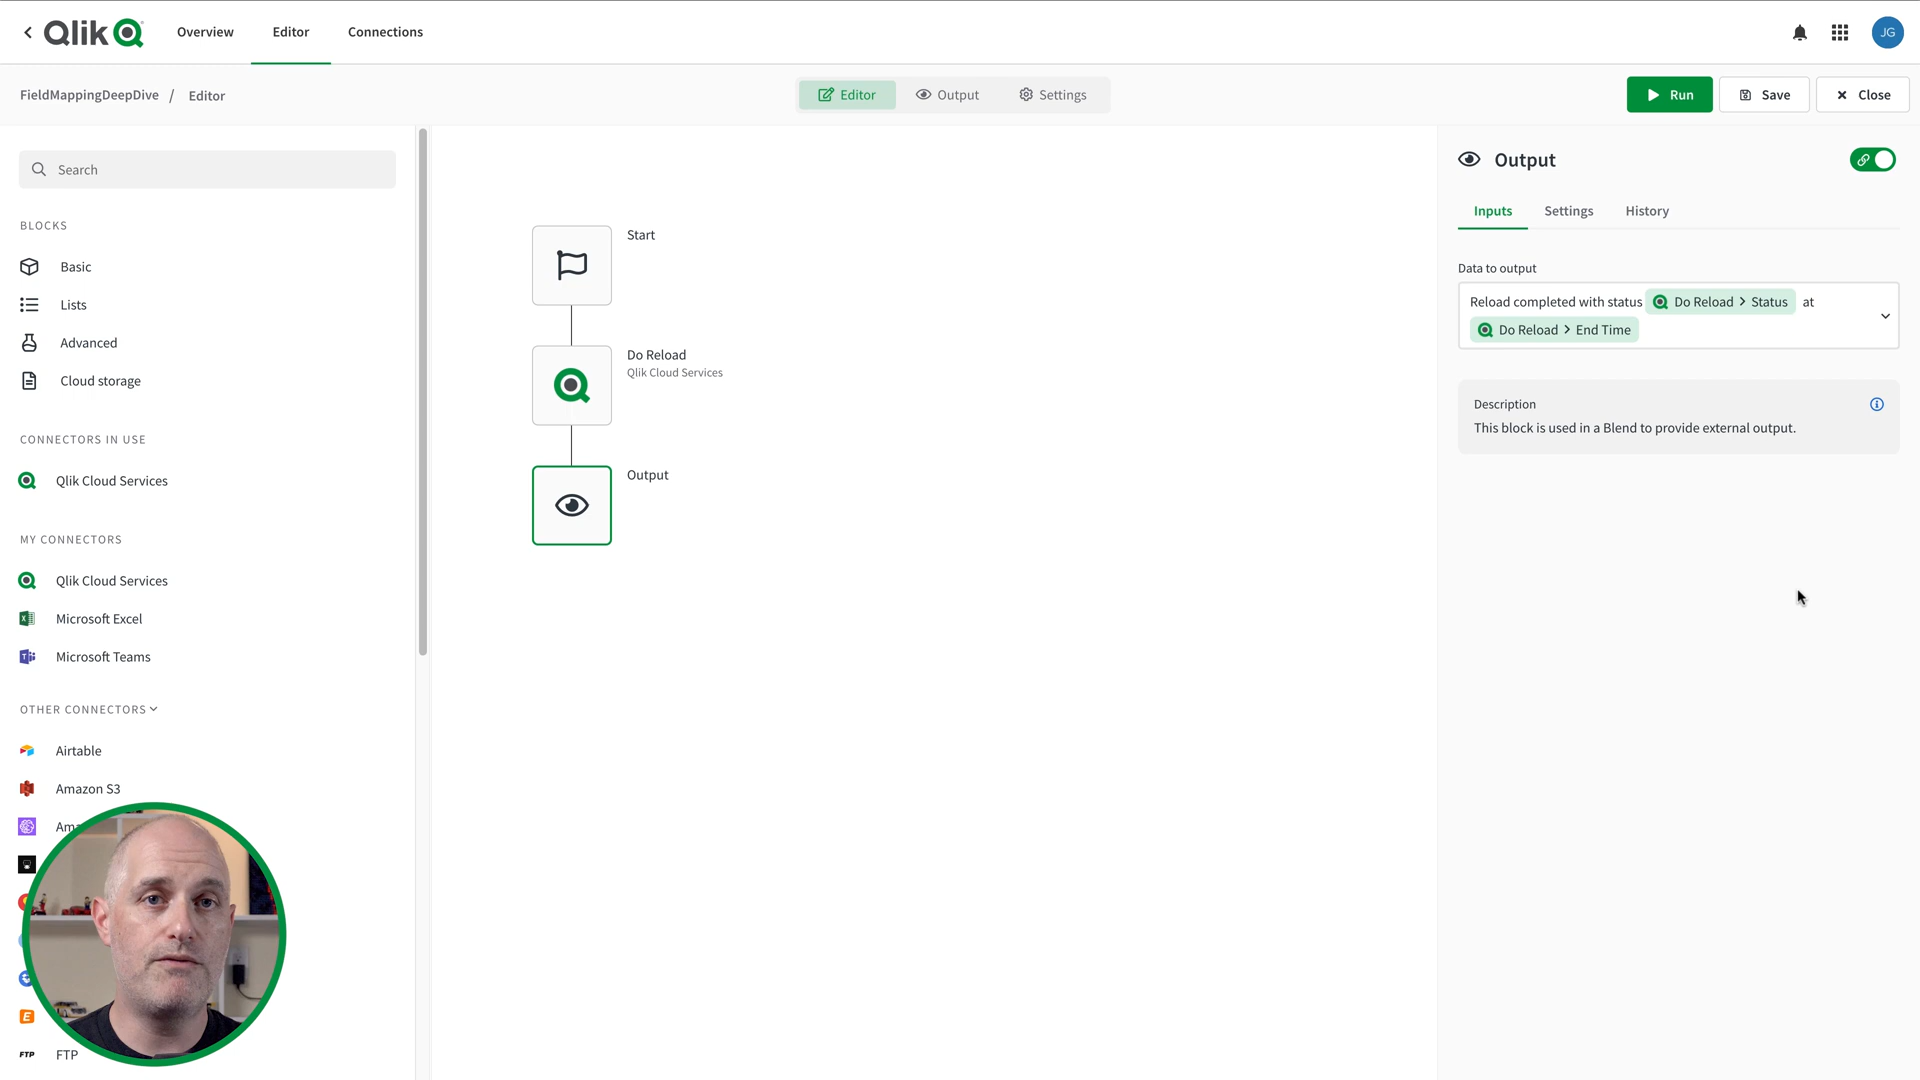 Qlik
Overview
Editor
Connections
JG
FieldMappingDeepDive / Editor
Editor
Output
Settings
Run
Save
Close
Search
BLOCKS
Basic
Lists
Advanced
Cloud storage
CONNECTORS IN USE
Qlik Cloud Services
MY CONNECTORS
Qlik Cloud Services
Microsoft Excel
Microsoft Teams
OTHER CONNECTORS
Airtable
Amazon S3
FTP FTP
Start
Do Reload
Qlik Cloud Services
Output
Output
Inputs
Settings
History
Data to output
Reload completed with status Do Reload > Status at
Do Reload > End Time
Description
This block is used in a Blend to provide external output.